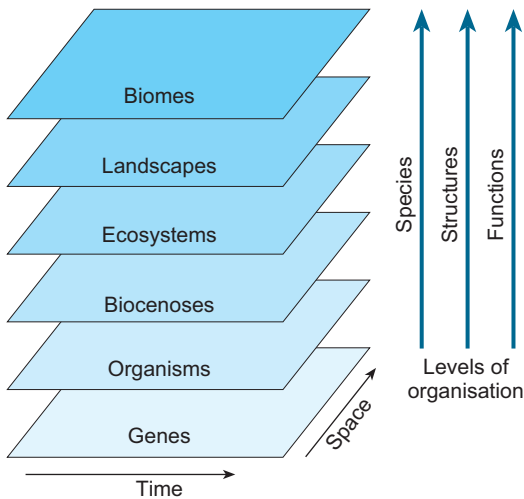 Biomes
Landscapes
Ecosystems
Biocenoses
Organisms
Genes
Time
Space
Species
Structures
Functions
Levels of
organisation